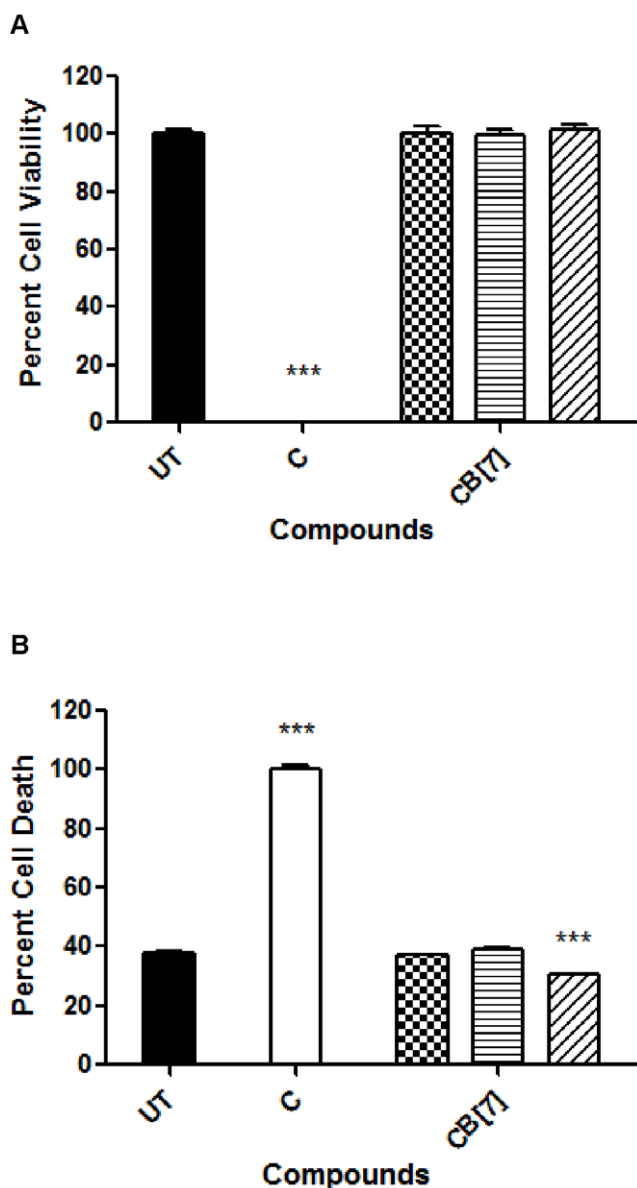 A
Percent Cell Viability
120
100
80
60
40
20
0
***
UT
C
CB[7]
Compounds
B
Percent Cell Death
120
100
80
60
40
20
0
***
***
UT
C
CB[7]
Compounds